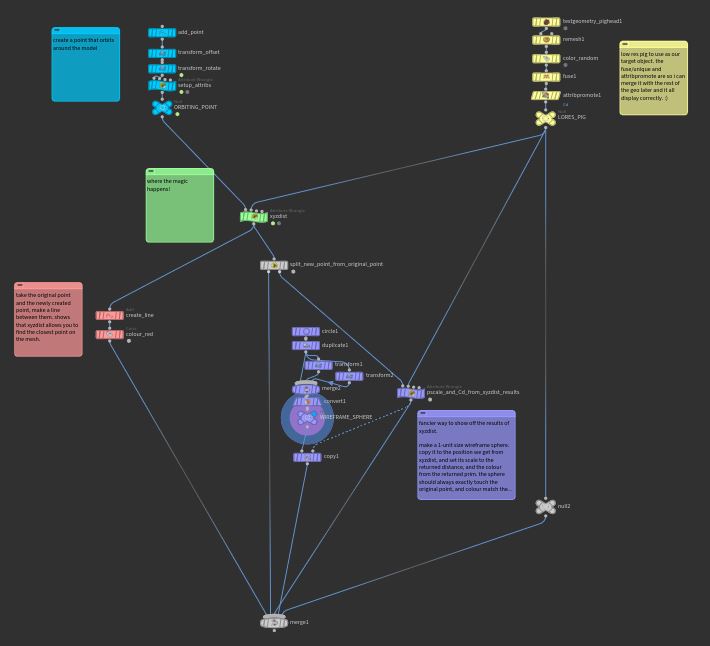 create a point that orbits
around the model
add_point
transform_offset
transform_rotate
Attribute Wrangle
setup_attribs
Null
ORBITING_POINT
testgeometry_pighead1
remesh1
color_random
fuse1
attribpromote1
Cd
Null
LORES_PIG
low res pig to use as our
target object. the
fuse/unique and
attribpromote are so i can
merge it with the rest of
the geo later and it all
display correctly. :)
where the magic
happens!
Attribute Wrangle
xyzdist
split_new_point_from_original_point
take the original point
and the newly created
point, make a line
between them. shows
that xyzdist allows you to
find the closest point on
the mesh.
Add
create_line
Color
colour_red
circle1
duplicate1
transform1
transform2
merge2
convert1
WIREFRAME_SPHERE
copy1
Attribute Wrangle
pscale_and_Cd_from_xyzdist_results
fancier way to show off the results of
xyzdist.
make a 1-unit size wireframe sphere.
copy it to the position we get from
xyzdist, and set its scale to the
returned distance, and the colour
from the returned prim. the sphere
should always exactly touch the
original point, and colour match the...
null2
merge1